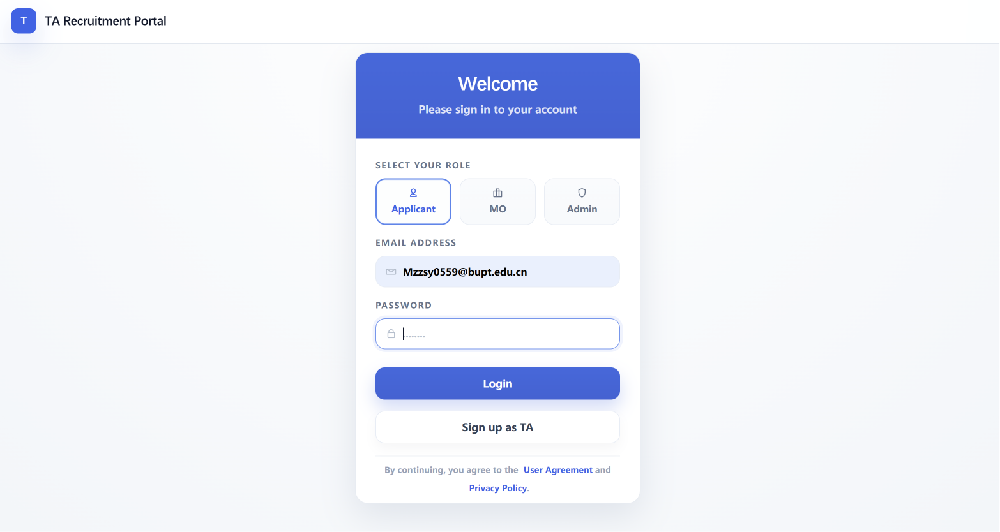 T
TA Recruitment Portal
Welcome
Please sign in to your account
SELECT YOUR ROLE
Applicant
MO
Admin
EMAIL ADDRESS
Mzzsy0559@bupt.edu.cn
PASSWORD
........
Login
Sign up as TA
By continuing, you agree to the User Agreement and
Privacy Policy.